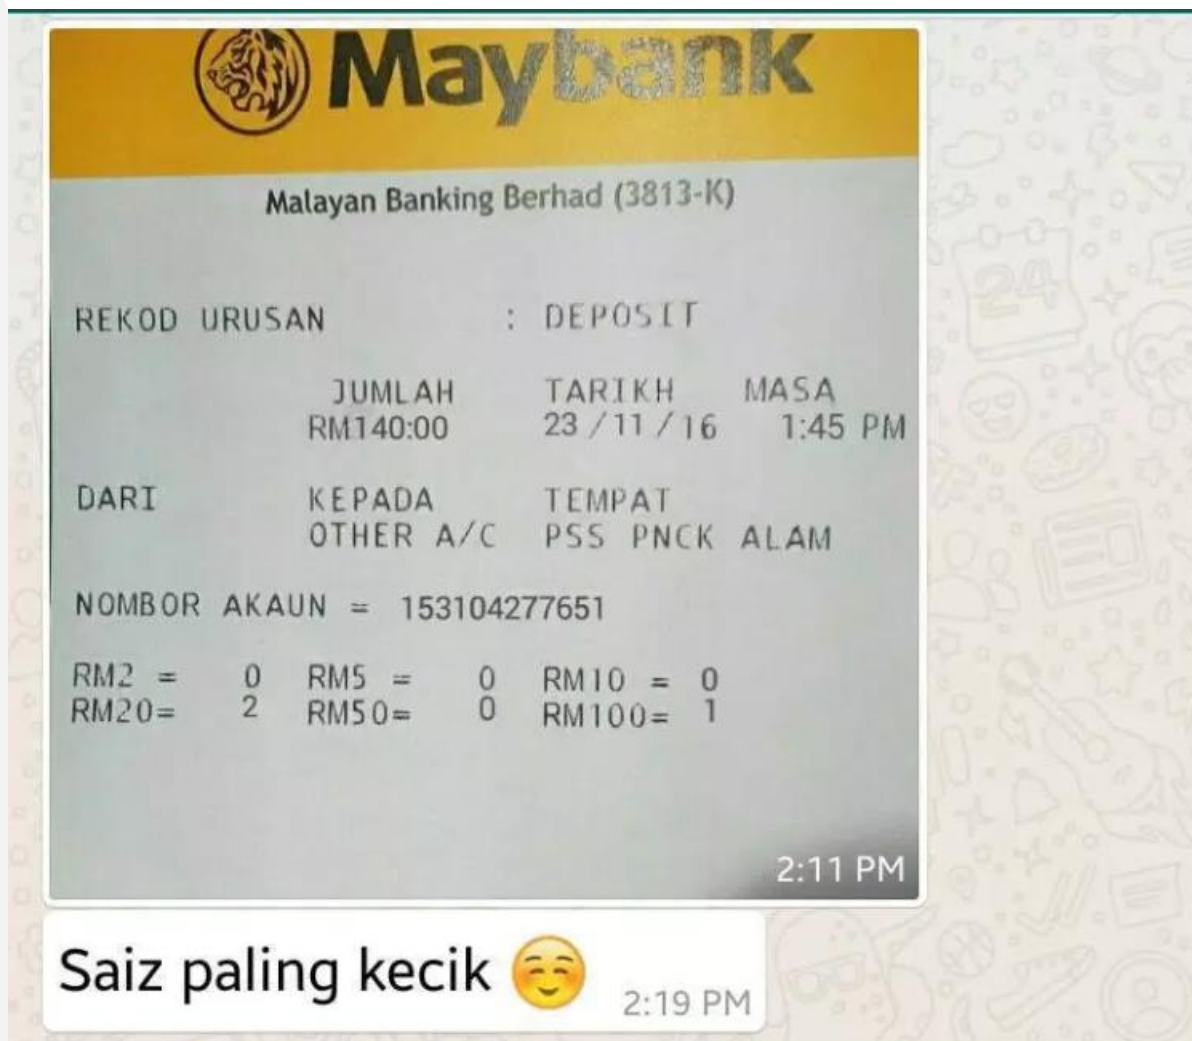 Maybank
Malayan Banking Berhad (3813-K)
REKOD URUSAN : DEPOSIT
JUMLAH TARIKH MASA
RM140:00 23/11/16 1:45 PM
DARI KEPADA TEMPAT
OTHER A/C PSS PNCK ALAM
NOMBOR AKAUN = 153104277651
RM2 = 0 RM5 = 0 RM10 = 0
RM20= 2 RM50= 0 RM100= 1
2:11 PM
Saiz paling kecik ☺️
2:19 PM